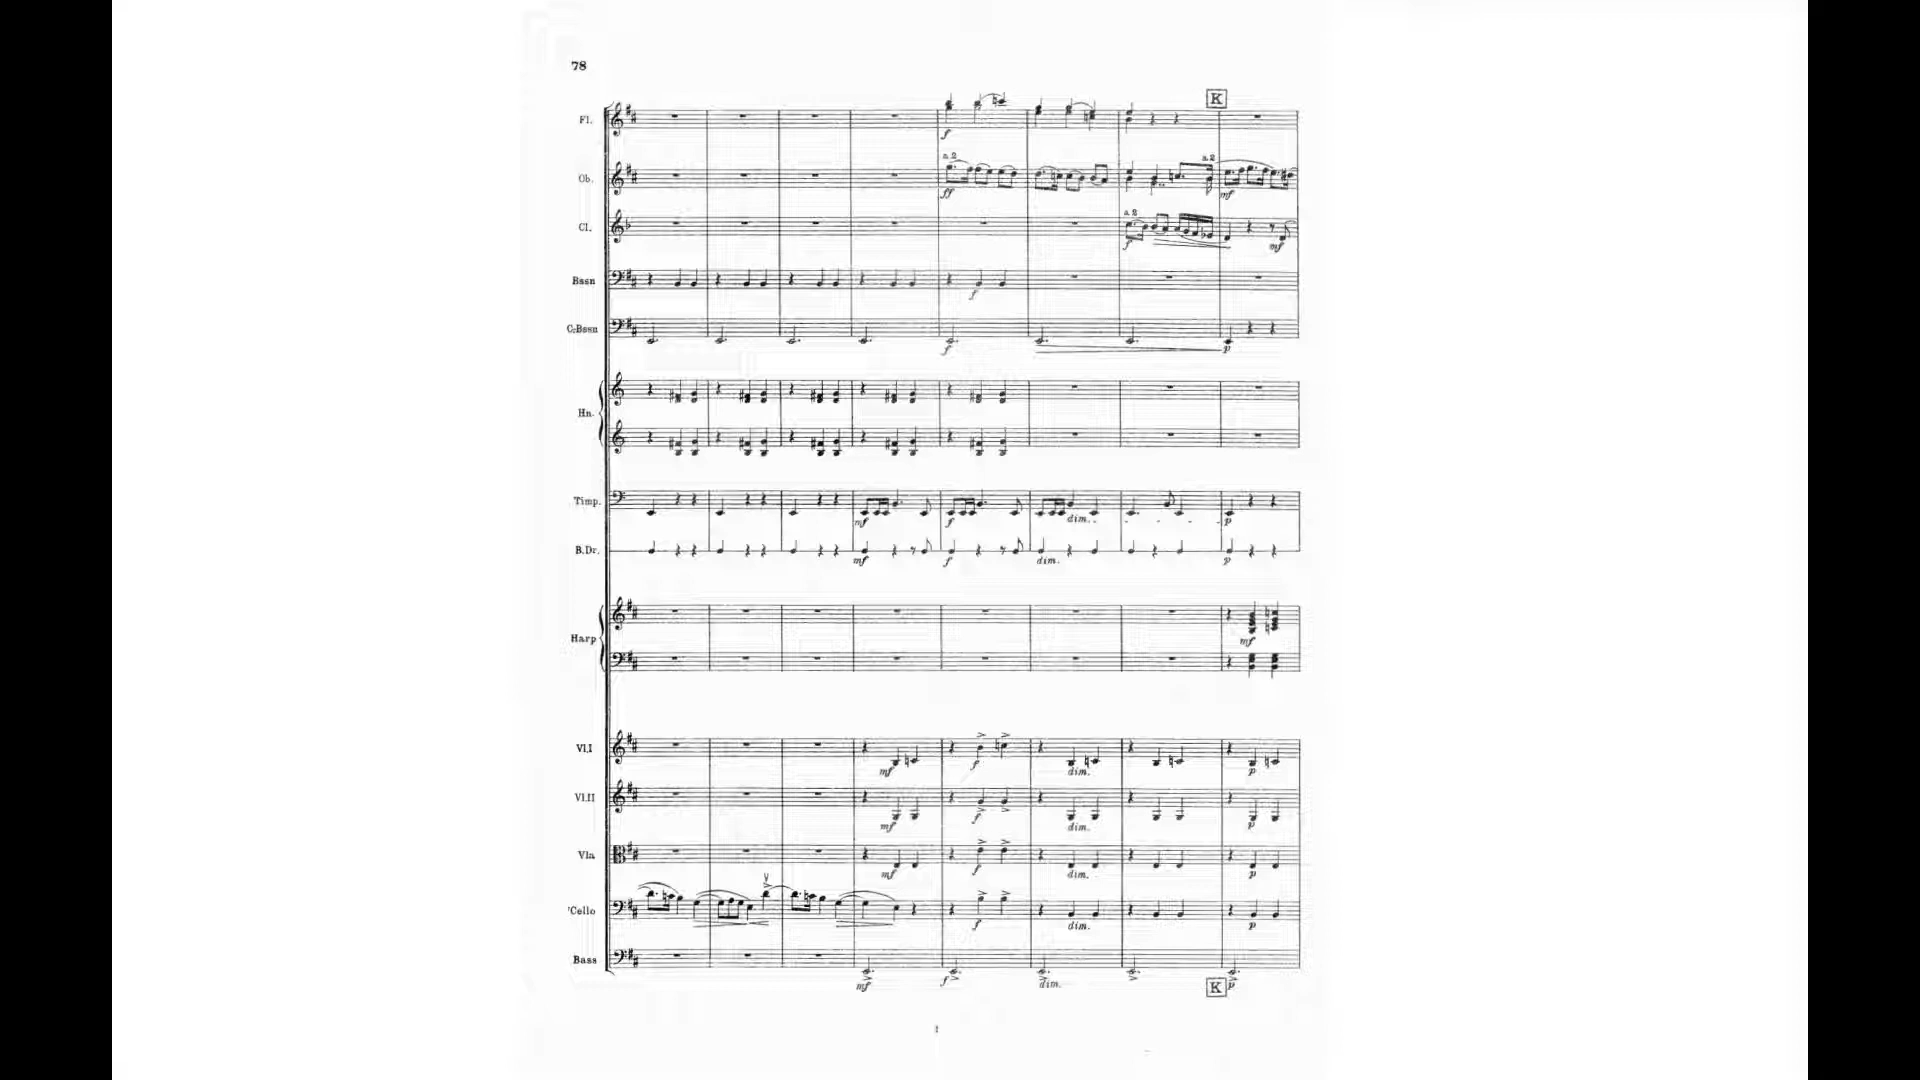 78
K
Fl.
f
a 2
a 2
Ob.
ff
mf
a 2
Cl.
f
mf
Bssn
f
C.Bssn
f
p
Hn.
Timp.
mf
f
dim.
p
B.Dr.
mf
f
dim.
p
Harp
mf
Vl.I
mf
f
dim.
p
Vl.II
mf
f
dim.
p
Vla
mf
f
dim.
p
'Cello
f
dim.
p
Bass
mf
f
dim.
K
p